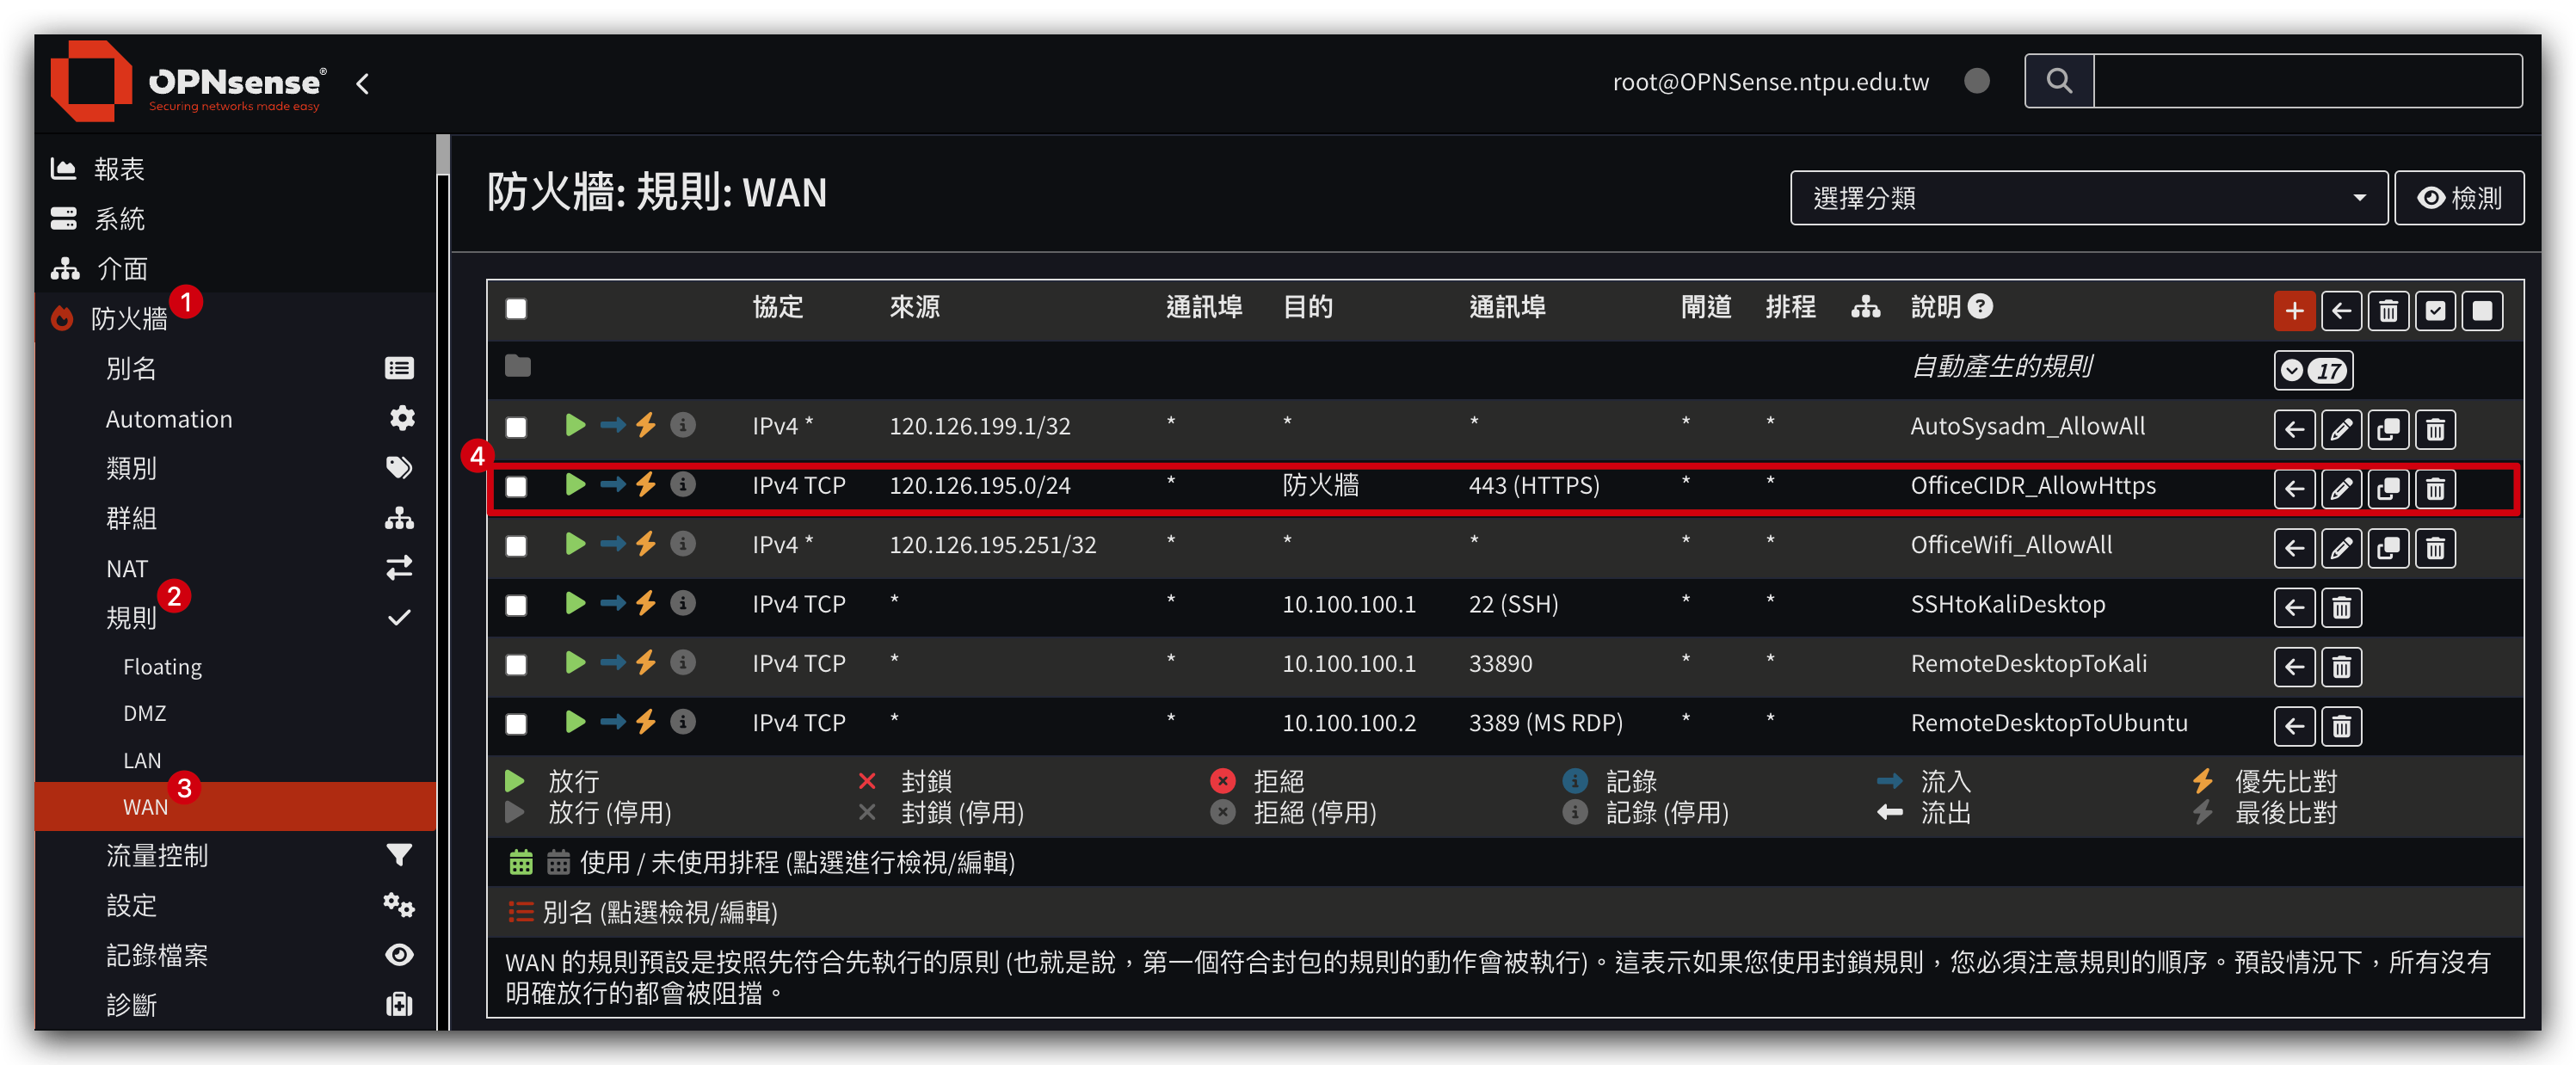 OPNsense®
Securing networks made easy
root@OPNSense.ntpu.edu.tw
報表
系統
介面
防火牆 1
別名
Automation
類別
群組
NAT
規則 2
Floating
DMZ
LAN
WAN 3
流量控制
設定
記錄檔案
診斷
防火牆: 規則: WAN
選擇分類
檢測
協定 來源 通訊埠 目的 通訊埠 閘道 排程 說明 ?
自動產生的規則 17
IPv4 * 120.126.199.1/32 * * * * * AutoSysadm_AllowAll
4
IPv4 TCP 120.126.195.0/24 * 防火牆 443 (HTTPS) * * OfficeCIDR_AllowHttps
IPv4 * 120.126.195.251/32 * * * * * OfficeWifi_AllowAll
IPv4 TCP * * 10.100.100.1 22 (SSH) * * SSHtoKaliDesktop
IPv4 TCP * * 10.100.100.1 33890 * * RemoteDesktopToKali
IPv4 TCP * * 10.100.100.2 3389 (MS RDP) * * RemoteDesktopToUbuntu
放行 封鎖 拒絕 記錄 流入 優先比對
放行 (停用) 封鎖 (停用) 拒絕 (停用) 記錄 (停用) 流出 最後比對
使用 / 未使用排程 (點選進行檢視/編輯)
別名 (點選檢視/編輯)
WAN 的規則預設是按照先符合先執行的原則 (也就是說，第一個符合封包的規則的動作會被執行)。這表示如果您使用封鎖規則，您必須注意規則的順序。預設情況下，所有沒有
明確放行的都會被阻擋。